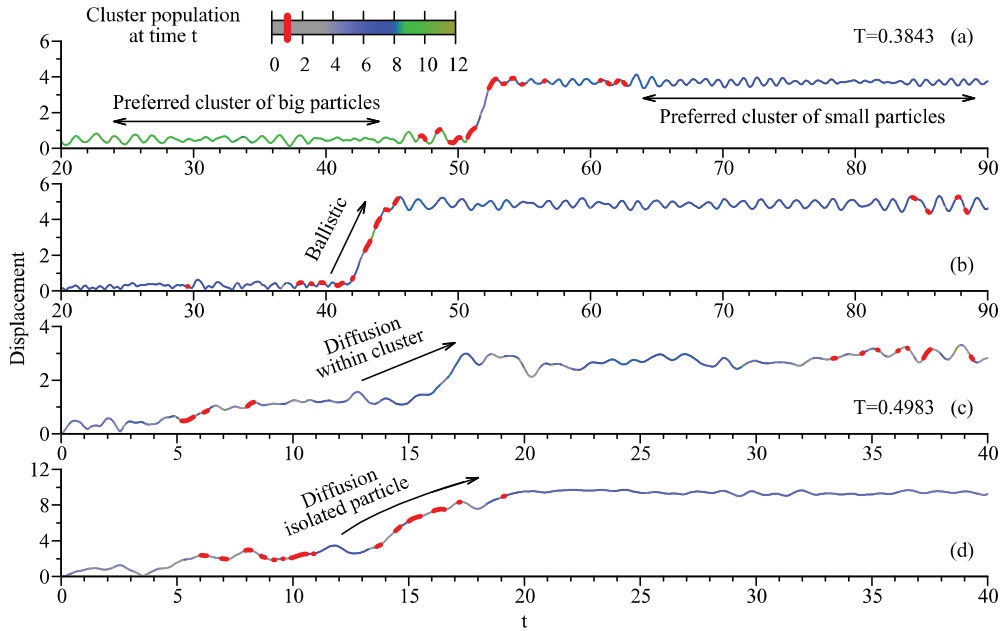 Cluster population
at time t
0 2 4 6 8 10 12
T=0.3843 (a)
6
4
2
0
Preferred cluster of big particles
Preferred cluster of small particles
20 30 40 50 60 70 80 90
6
4
2
0
Ballistic
(b)
20 30 40 50 60 70 80 90
Displacement
4
2
0
Diffusion
within cluster
T=0.4983 (c)
0 5 10 15 20 25 30 35 40
12
8
4
0
Diffusion
isolated particle
(d)
0 5 10 15 20 25 30 35 40
t